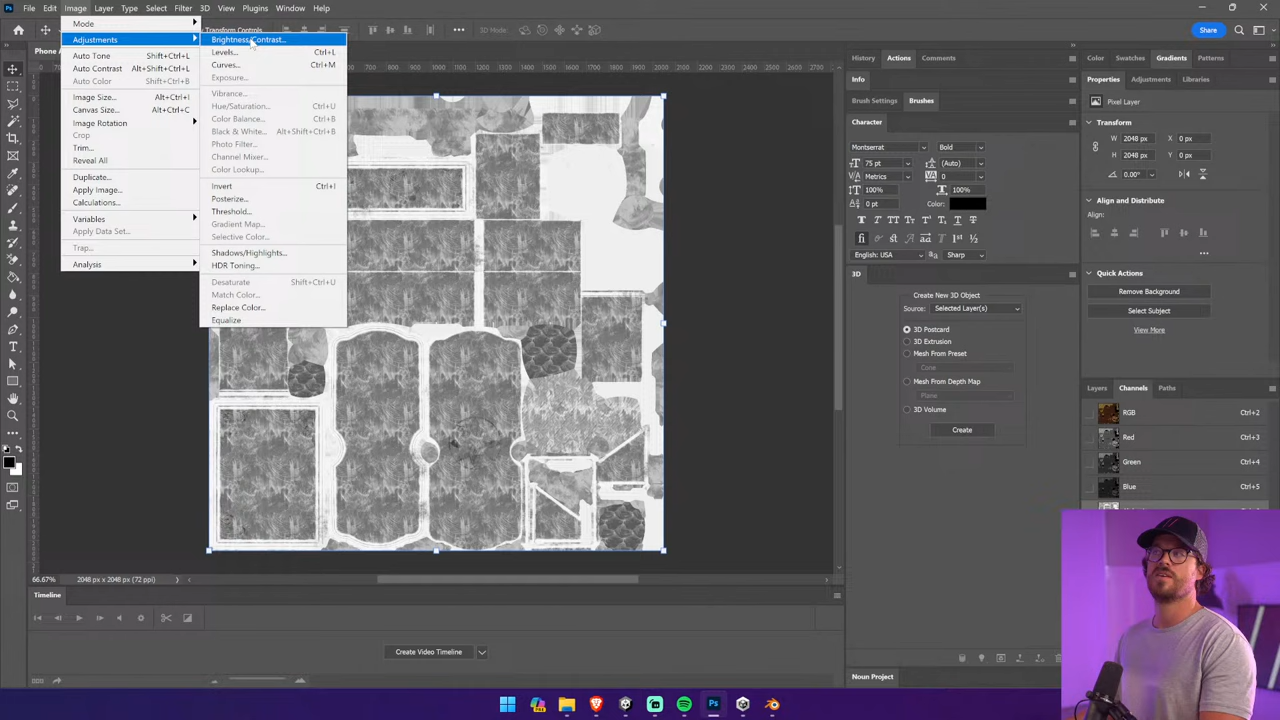 File Edit Image Layer Type Select Filter 3D View Plugins Window Help
Transform Controls
3D Mode:
Share
Phone
Mode
Adjustments
Auto Tone Shift+Ctrl+L
Auto Contrast Alt+Shift+Ctrl+L
Auto Color Shift+Ctrl+B
Image Size... Alt+Ctrl+I
Canvas Size... Alt+Ctrl+C
Image Rotation
Crop
Trim...
Reveal All
Duplicate...
Apply Image...
Calculations...
Variables
Apply Data Set...
Trap...
Analysis
Brightness/Contrast...
Levels... Ctrl+L
Curves... Ctrl+M
Exposure...
Vibrance...
Hue/Saturation... Ctrl+U
Color Balance... Ctrl+B
Black & White... Alt+Shift+Ctrl+B
Photo Filter...
Channel Mixer...
Color Lookup...
Invert Ctrl+I
Posterize...
Threshold...
Gradient Map...
Selective Color...
Shadows/Highlights...
HDR Toning...
Desaturate Shift+Ctrl+U
Match Color...
Replace Color...
Equalize
66.67% 2048 px x 2048 px (72 ppi)
Timeline
Create Video Timeline
History Actions Comments
Info
Brush Settings Brushes
Character
Montserrat Bold
75 pt (Auto)
Metrics 0
100% 100%
0 pt Color:
English: USA Sharp
3D
Create New 3D Object
Source: Selected Layer(s)
3D Postcard
3D Extrusion
Mesh From Preset
Cone
Mesh From Depth Map
Plane
3D Volume
Create
Noun Project
Color Swatches Gradients Patterns
Properties Adjustments Libraries
Pixel Layer
Transform
W 2048 px X 0 px
H 2048 px Y 0 px
0.00°
Align and Distribute
Align:
Quick Actions
Remove Background
Select Subject
View More
Layers Channels Paths
RGB Ctrl+2
Red Ctrl+3
Green Ctrl+4
Blue Ctrl+5